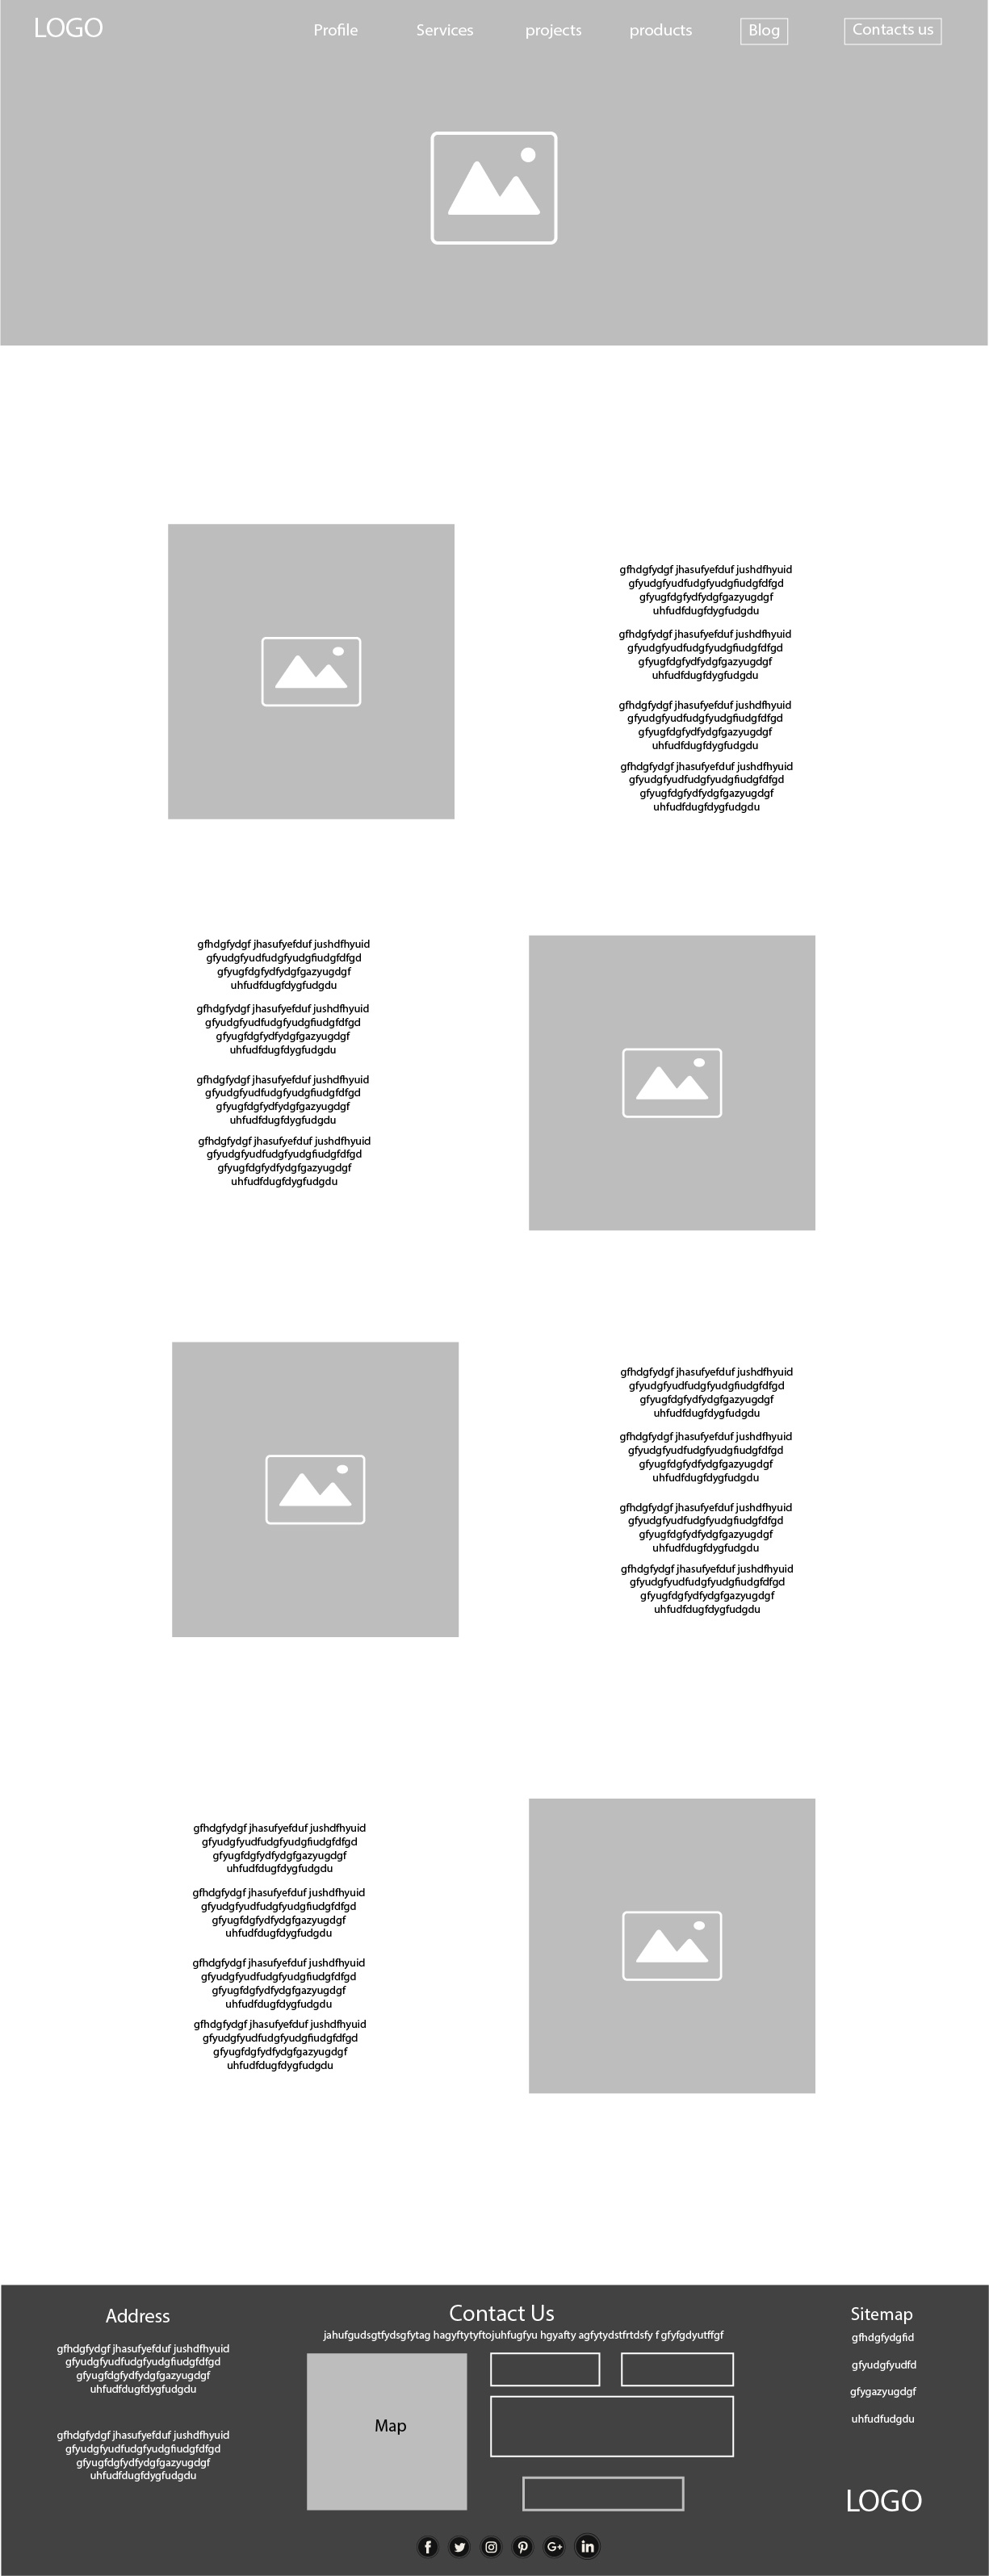 LOGO Profile Services projects products Blog Contacts us
gfhdgfydgf jhasufyefduf jushdfhyuid
gfyudgfyudfudgfyudgfiudgfdfgd
gfyugfdgfydfydgfgazyugdgf
uhfudfdugfdygfudgdu
gfhdgfydgf jhasufyefduf jushdfhyuid
gfyudgfyudfudgfyudgfiudgfdfgd
gfyugfdgfydfydgfgazyugdgf
uhfudfdugfdygfudgdu
gfhdgfydgf jhasufyefduf jushdfhyuid
gfyudgfyudfudgfyudgfiudgfdfgd
gfyugfdgfydfydgfgazyugdgf
uhfudfdugfdygfudgdu
gfhdgfydgf jhasufyefduf jushdfhyuid
gfyudgfyudfudgfyudgfiudgfdfgd
gfyugfdgfydfydgfgazyugdgf
uhfudfdugfdygfudgdu
gfhdgfydgf jhasufyefduf jushdfhyuid
gfyudgfyudfudgfyudgfiudgfdfgd
gfyugfdgfydfydgfgazyugdgf
uhfudfdugfdygfudgdu
gfhdgfydgf jhasufyefduf jushdfhyuid
gfyudgfyudfudgfyudgfiudgfdfgd
gfyugfdgfydfydgfgazyugdgf
uhfudfdugfdygfudgdu
gfhdgfydgf jhasufyefduf jushdfhyuid
gfyudgfyudfudgfyudgfiudgfdfgd
gfyugfdgfydfydgfgazyugdgf
uhfudfdugfdygfudgdu
gfhdgfydgf jhasufyefduf jushdfhyuid
gfyudgfyudfudgfyudgfiudgfdfgd
gfyugfdgfydfydgfgazyugdgf
uhfudfdugfdygfudgdu
gfhdgfydgf jhasufyefduf jushdfhyuid
gfyudgfyudfudgfyudgfiudgfdfgd
gfyugfdgfydfydgfgazyugdgf
uhfudfdugfdygfudgdu
gfhdgfydgf jhasufyefduf jushdfhyuid
gfyudgfyudfudgfyudgfiudgfdfgd
gfyugfdgfydfydgfgazyugdgf
uhfudfdugfdygfudgdu
gfhdgfydgf jhasufyefduf jushdfhyuid
gfyudgfyudfudgfyudgfiudgfdfgd
gfyugfdgfydfydgfgazyugdgf
uhfudfdugfdygfudgdu
gfhdgfydgf jhasufyefduf jushdfhyuid
gfyudgfyudfudgfyudgfiudgfdfgd
gfyugfdgfydfydgfgazyugdgf
uhfudfdugfdygfudgdu
gfhdgfydgf jhasufyefduf jushdfhyuid
gfyudgfyudfudgfyudgfiudgfdfgd
gfyugfdgfydfydgfgazyugdgf
uhfudfdugfdygfudgdu
gfhdgfydgf jhasufyefduf jushdfhyuid
gfyudgfyudfudgfyudgfiudgfdfgd
gfyugfdgfydfydgfgazyugdgf
uhfudfdugfdygfudgdu
gfhdgfydgf jhasufyefduf jushdfhyuid
gfyudgfyudfudgfyudgfiudgfdfgd
gfyugfdgfydfydgfgazyugdgf
uhfudfdugfdygfudgdu
gfhdgfydgf jhasufyefduf jushdfhyuid
gfyudgfyudfudgfyudgfiudgfdfgd
gfyugfdgfydfydgfgazyugdgf
uhfudfdugfdygfudgdu
Address
gfhdgfydgf jhasufyefduf jushdfhyuid
gfyudgfyudfudgfyudgfiudgfdfgd
gfyugfdgfydfydgfgazyugdgf
uhfudfdugfdygfudgdu
gfhdgfydgf jhasufyefduf jushdfhyuid
gfyudgfyudfudgfyudgfiudgfdfgd
gfyugfdgfydfydgfgazyugdgf
uhfudfdugfdygfudgdu
Contact Us
jahufgudsgtfydsgfytag hagyftytyftojuhfugfyu hgyafty agfytydstfrtdsfy f gfyfgdyutffgf
Map
Sitemap
gfhdgfydgfid
gfyudgfyudfd
gfygazyugdgf
uhfudfudgdu
LOGO